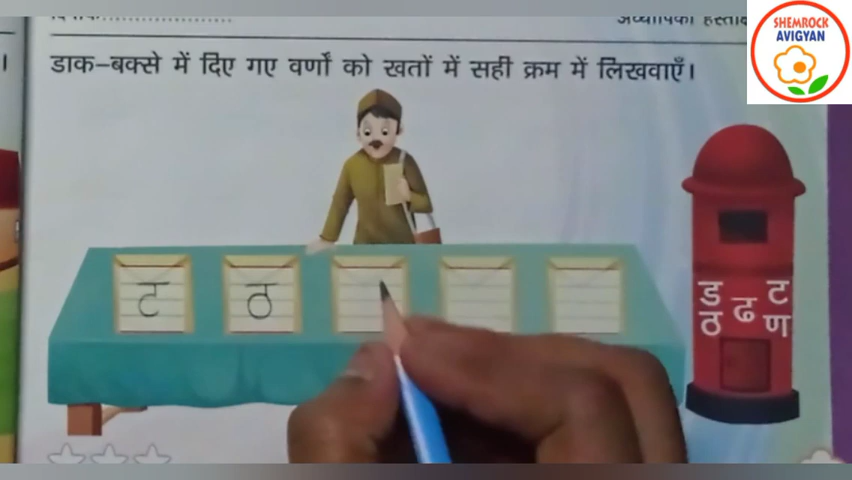 SHEMROCK
AVIGYAN
डाक-बक्से में दिए गए वर्णों को खतों में सही क्रम में लिखवाएँ।
ट ठ
ड ढ ट
ठ ण